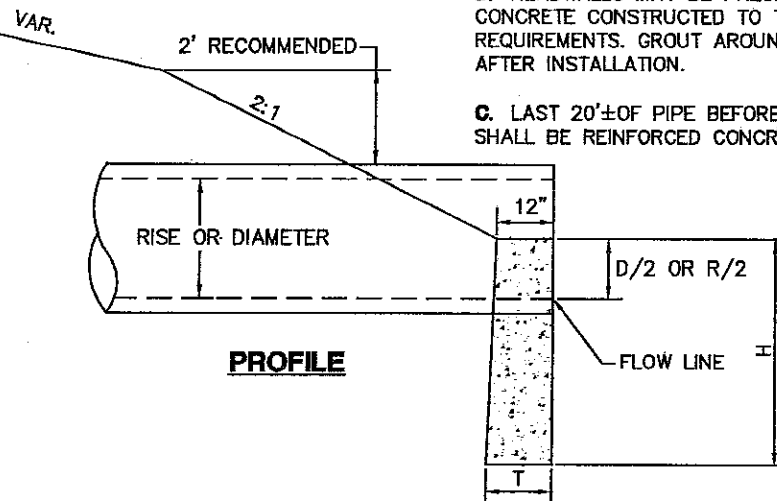 VAR.
2' RECOMMENDED
2:1
CONCRETE CONSTRUCTED TO
REQUIREMENTS. GROUT AROUN
AFTER INSTALLATION.
C. LAST 20'±OF PIPE BEFORE
SHALL BE REINFORCED CONCR
12"
RISE OR DIAMETER
D/2 OR R/2
PROFILE
FLOW LINE
H
T